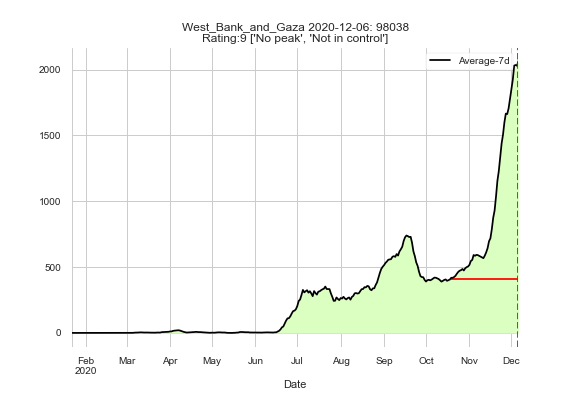 West_Bank_and_Gaza 2020-12-06: 98038
Rating:9 ['No peak', 'Not in control']
Average-7d
2000
1500
1000
500
0
Feb Mar Apr May Jun Jul Aug Sep Oct Nov Dec
2020
Date